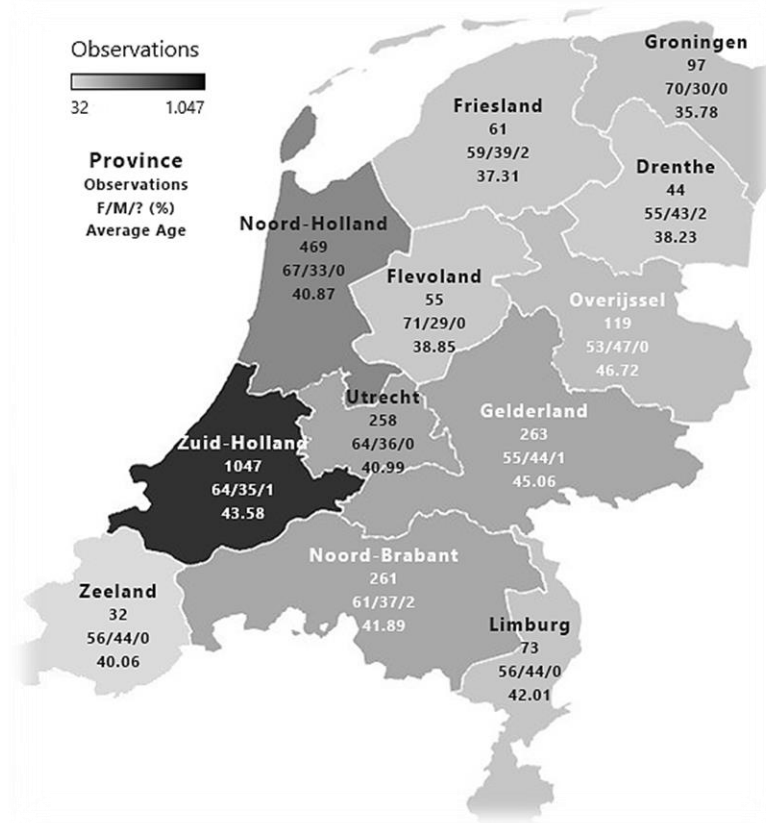 Observations
32 1.047
Province
Observations
F/M/? (%)
Average Age
Groningen
97
70/30/0
35.78
Friesland
61
59/39/2
37.31
Drenthe
44
55/43/2
38.23
Noord-Holland
469
67/33/0
40.87
Flevoland
55
71/29/0
38.85
Overijssel
119
53/47/0
46.72
Utrecht
258
64/36/0
40.99
Gelderland
263
55/44/1
45.06
Zuid-Holland
1047
64/35/1
43.58
Noord-Brabant
261
61/37/2
41.89
Zeeland
32
56/44/0
40.06
Limburg
73
56/44/0
42.01